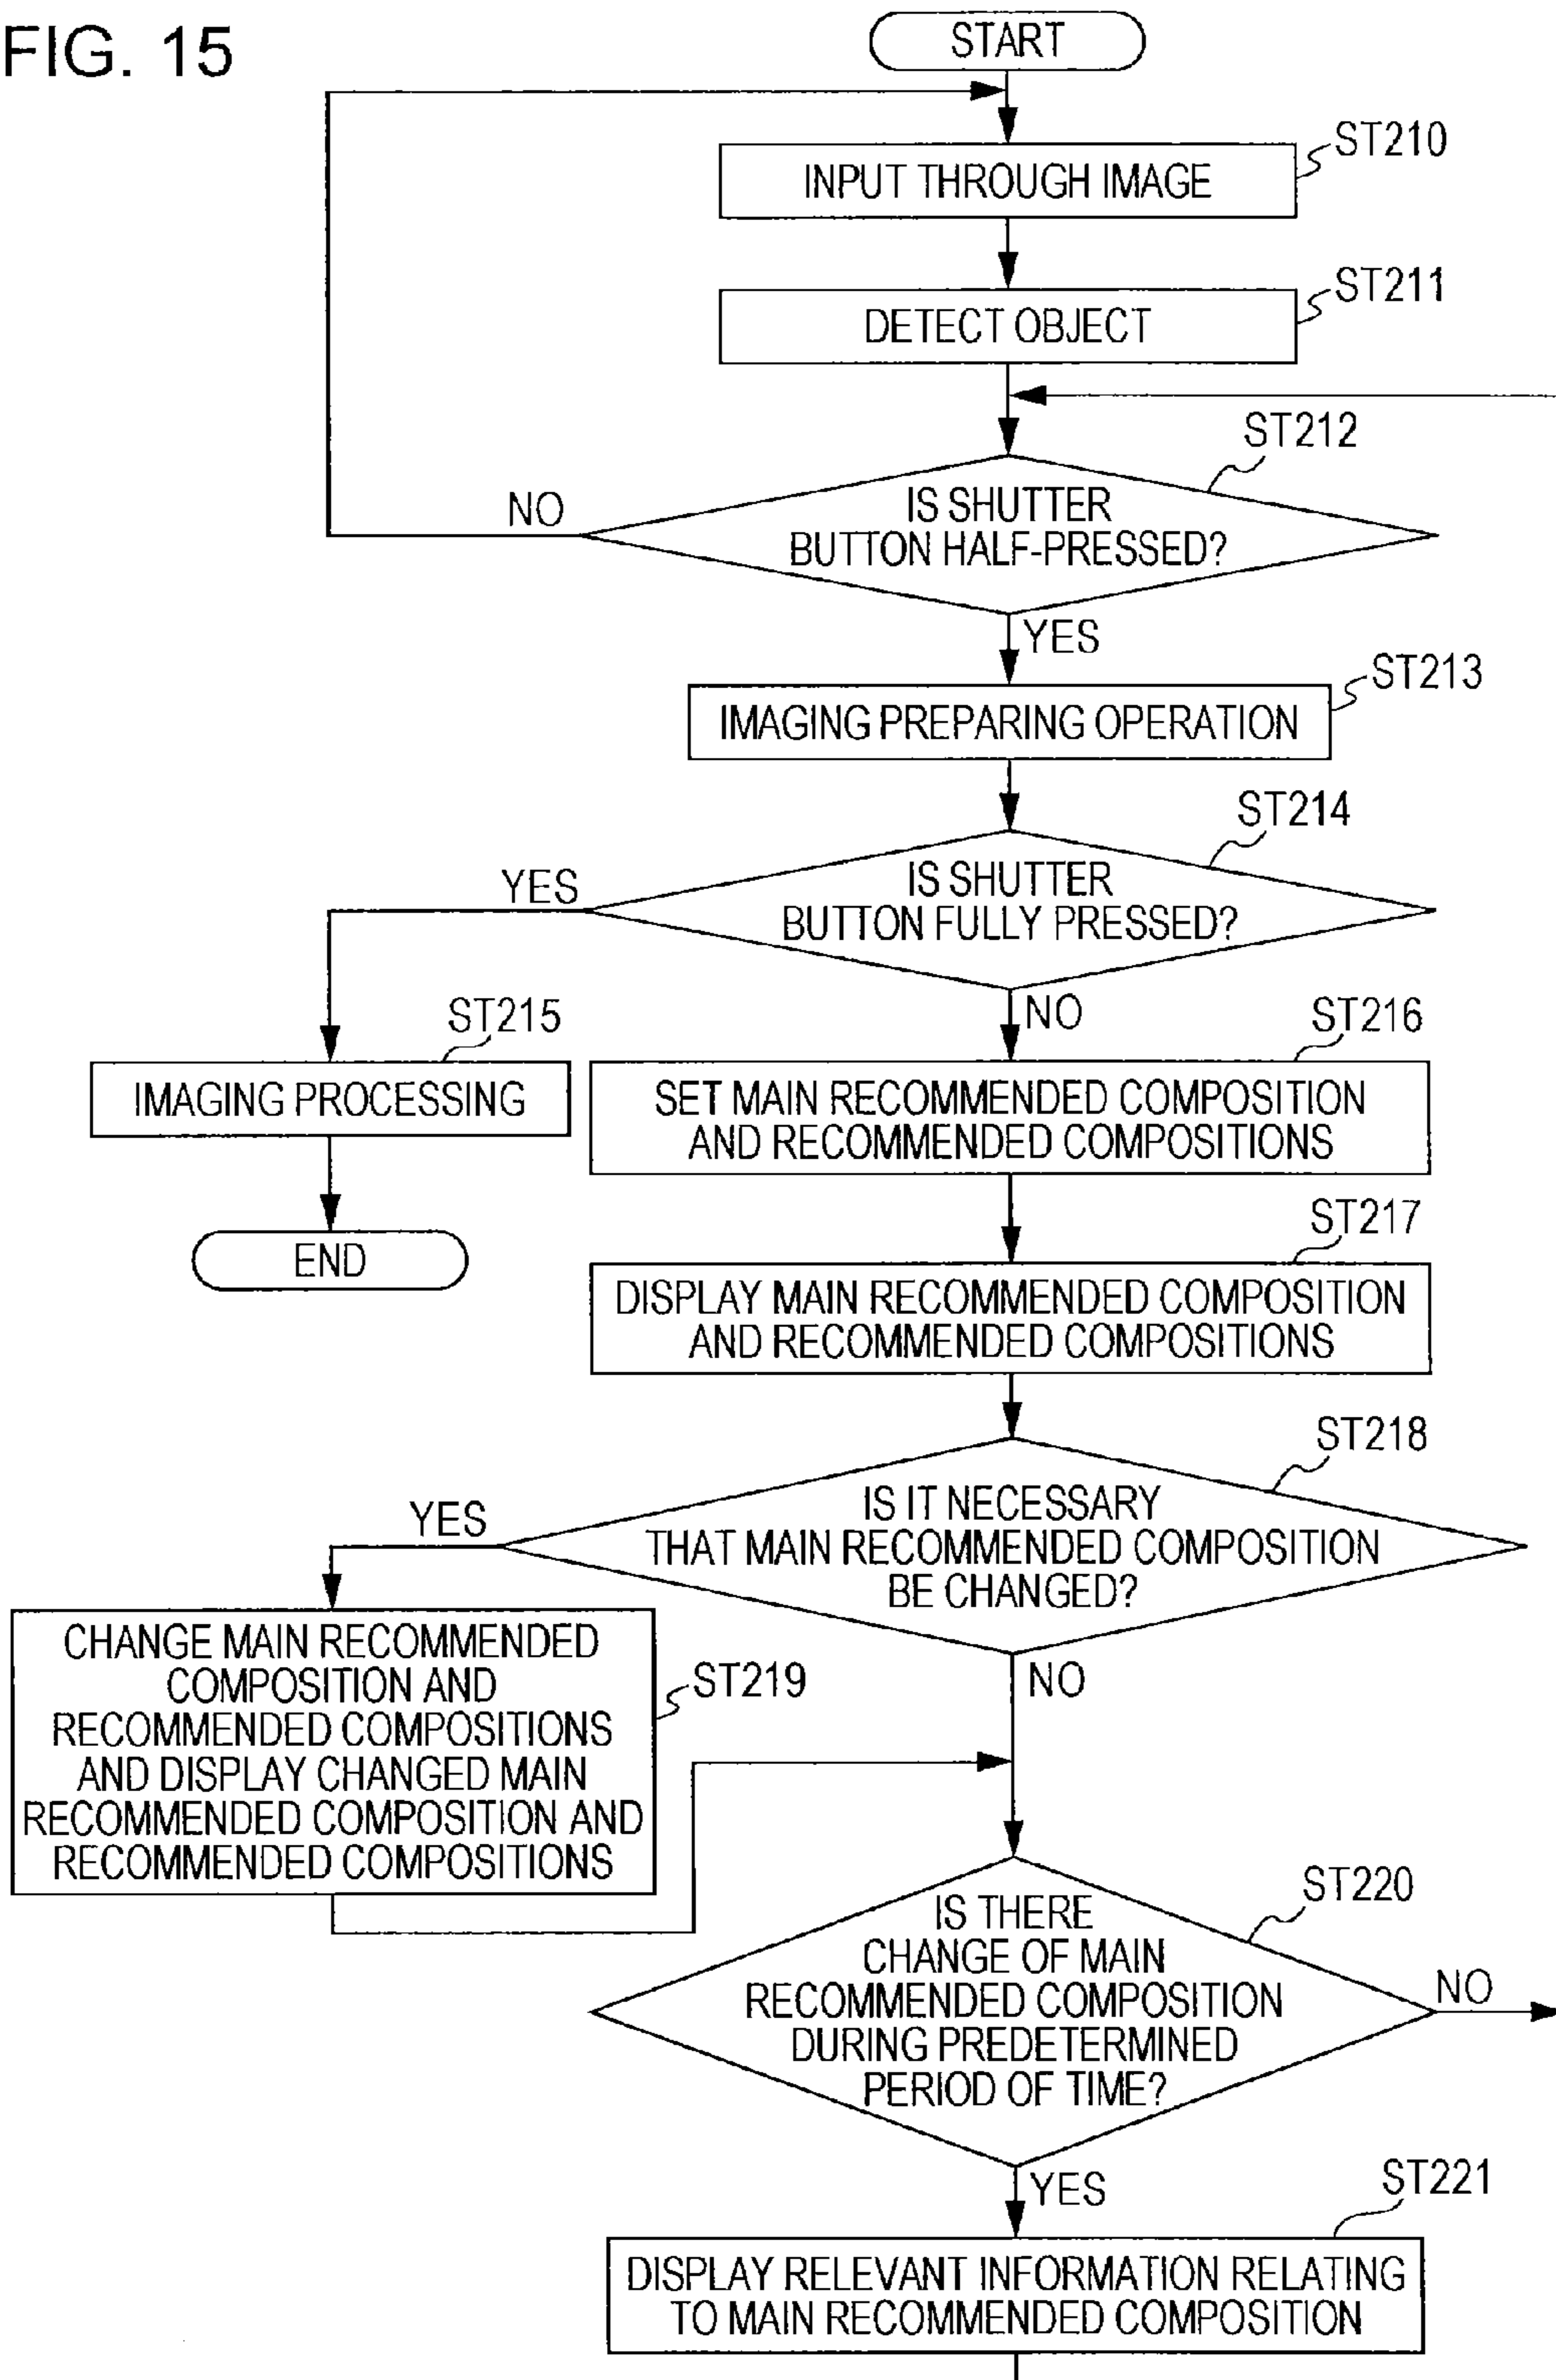 FIG. 15
START
ST210
INPUT THROUGH IMAGE
ST211
DETECT OBJECT
ST212
IS SHUTTER
BUTTON HALF-PRESSED?
NO
YES
ST213
IMAGING PREPARING OPERATION
ST214
IS SHUTTER
BUTTON FULLY PRESSED?
YES
NO
ST215
IMAGING PROCESSING
END
ST216
SET MAIN RECOMMENDED COMPOSITION
AND RECOMMENDED COMPOSITIONS
ST217
DISPLAY MAIN RECOMMENDED COMPOSITION
AND RECOMMENDED COMPOSITIONS
ST218
IS IT NECESSARY
THAT MAIN RECOMMENDED COMPOSITION
BE CHANGED?
YES
NO
CHANGE MAIN RECOMMENDED
COMPOSITION AND
RECOMMENDED COMPOSITIONS
AND DISPLAY CHANGED MAIN
RECOMMENDED COMPOSITION AND
RECOMMENDED COMPOSITIONS
ST219
ST220
IS THERE
CHANGE OF MAIN
RECOMMENDED COMPOSITION
DURING PREDETERMINED
PERIOD OF TIME?
NO
YES
ST221
DISPLAY RELEVANT INFORMATION RELATING
TO MAIN RECOMMENDED COMPOSITION